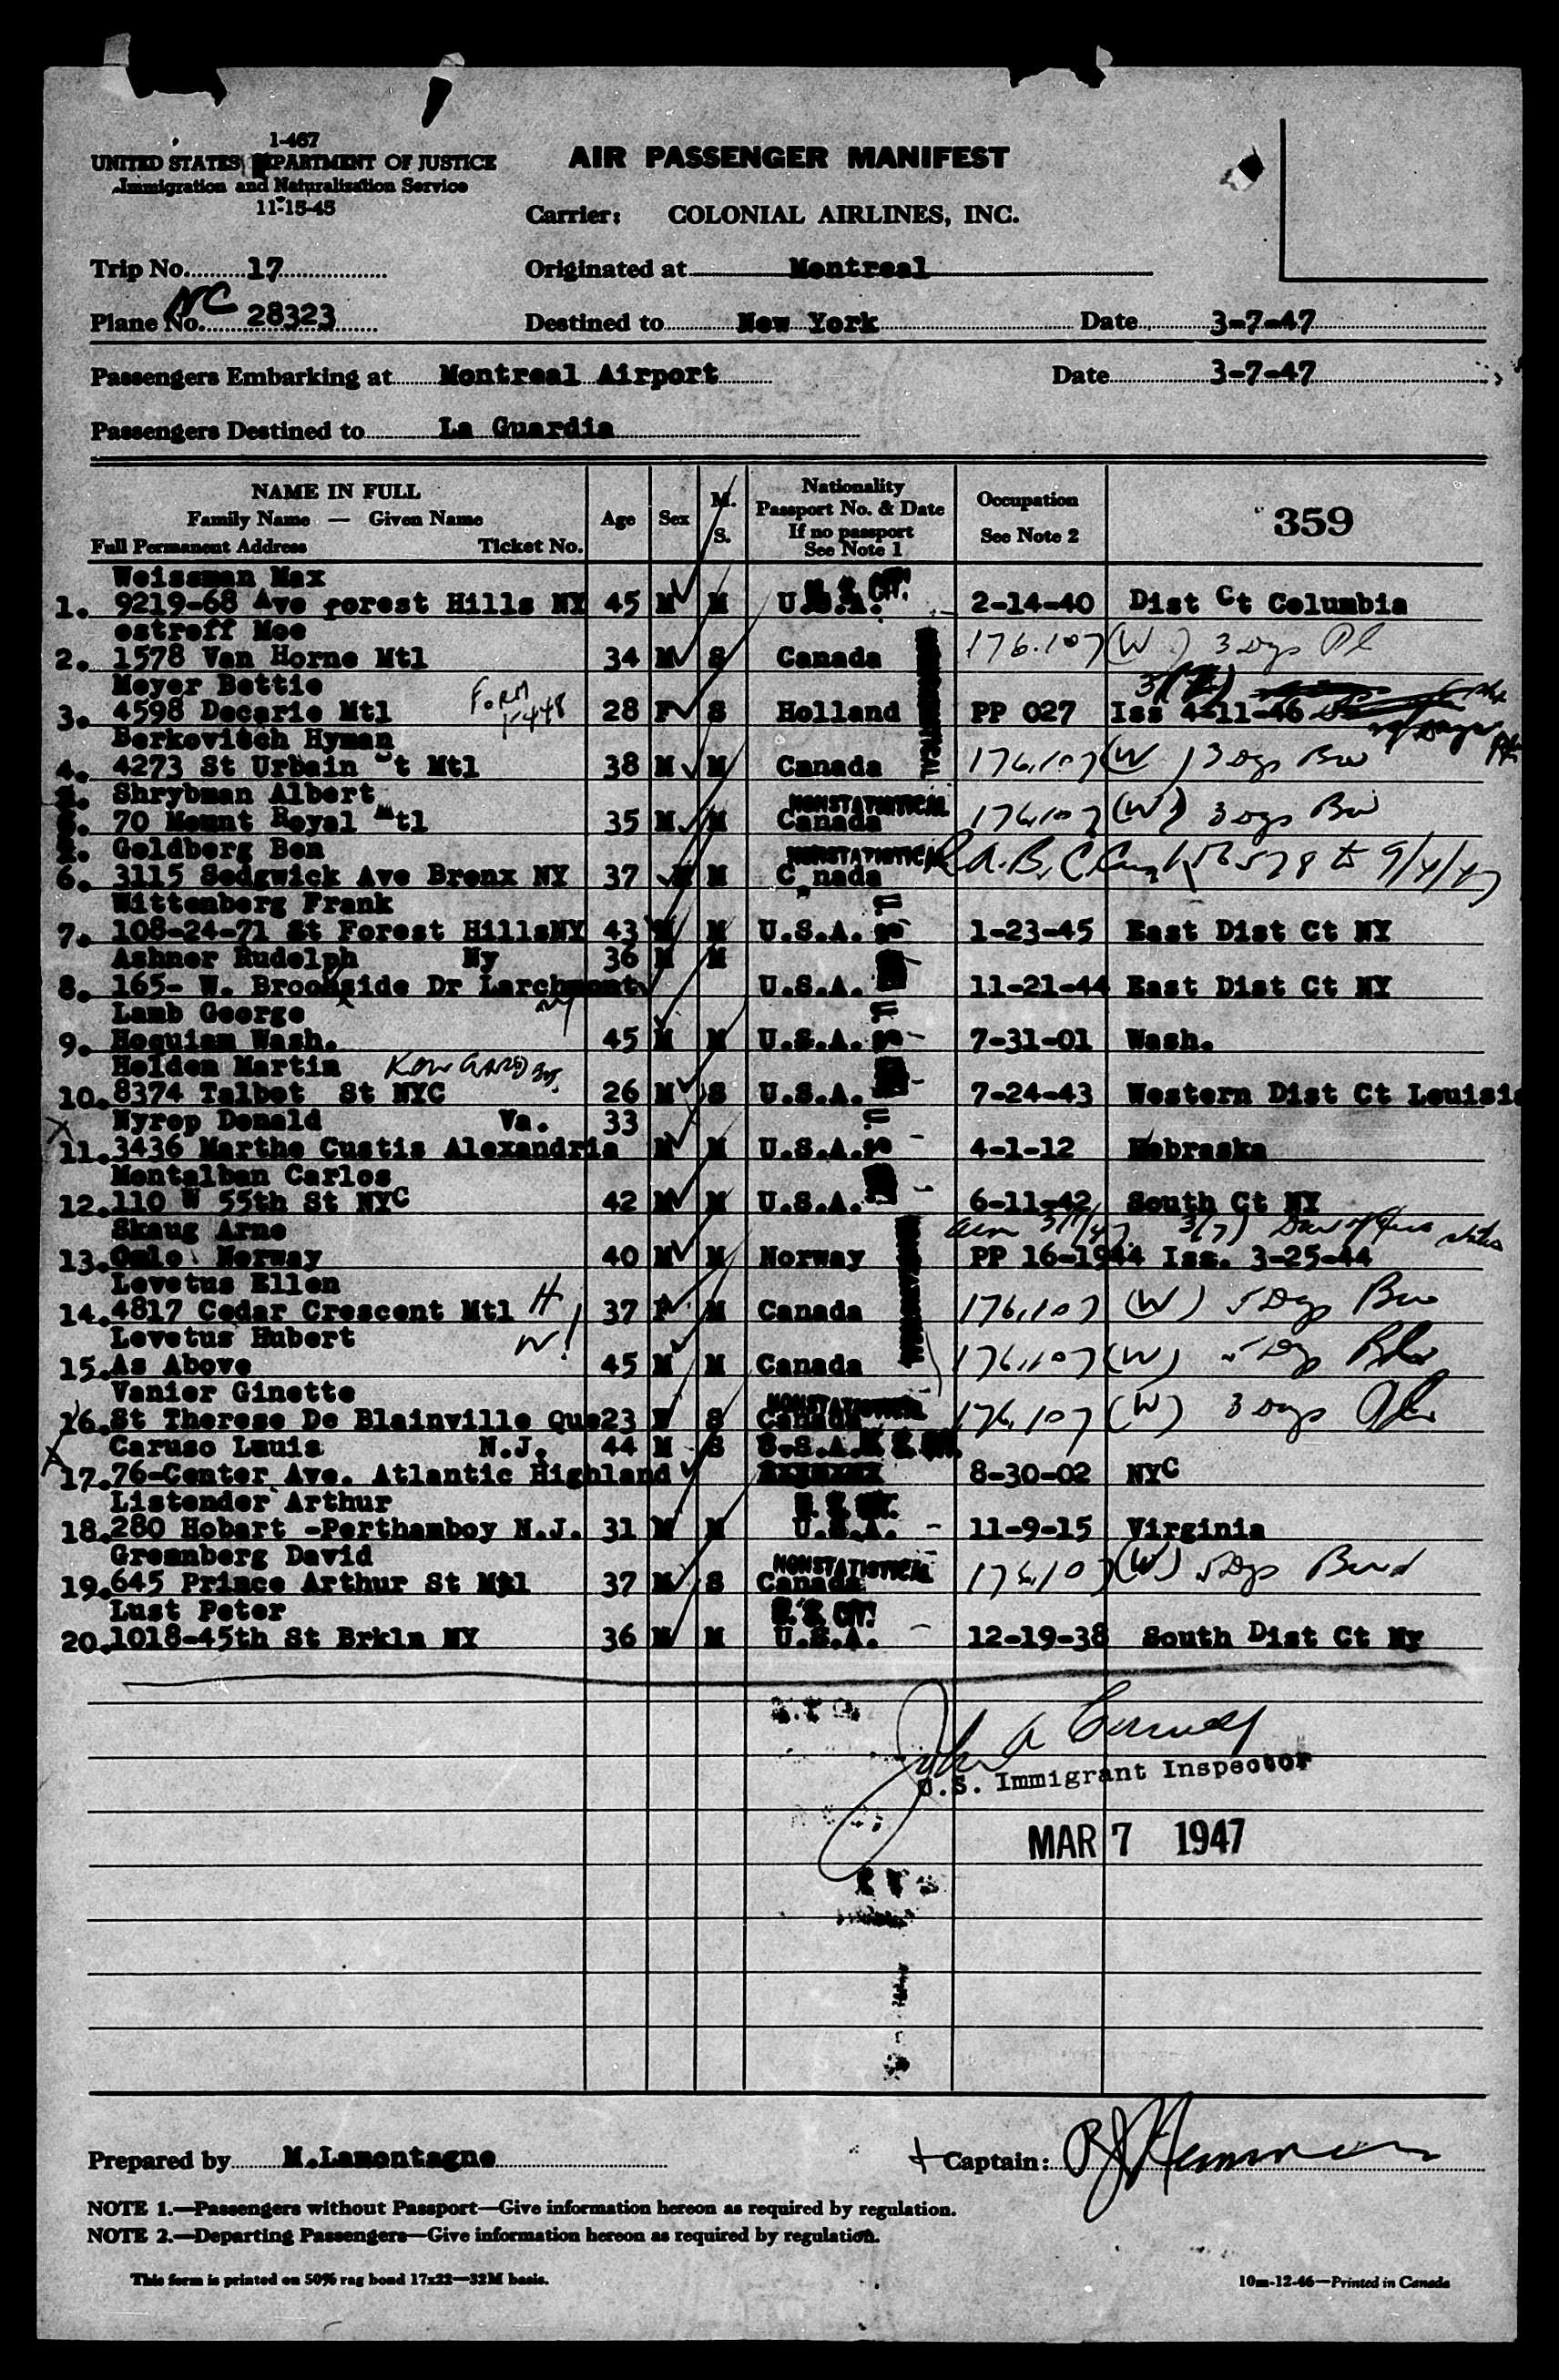 1-467
UNITED STATES DEPARTMENT OF JUSTICE
Immigration and Naturalization Service
11-15-45
AIR PASSENGER MANIFEST
Carrier: COLONIAL AIRLINES, INC.
Trip No. 17 Originated at Montreal
Plane No. NC 28323 Destined to New York Date 3-7-47
Passengers Embarking at Montreal Airport Date 3-7-47
Passengers Destined to La Guardia
NAME IN FULL
Family Name — Given Name
Full Permanent Address Ticket No.
Age Sex M. S.
Nationality
Passport No. & Date
If no passport
See Note 1
Occupation
See Note 2
359
Weissman Max
1. 9219-68 Ave forest Hills NY 45 M M U.S.A. U.S. CIT. 2-14-40 Dist Ct Columbia
ostroff Moe
2. 1578 Van Horne Mtl 34 M S Canada 176.107 (W) 3 Dys Pl
Meyer Bettie
3. 4598 Decarie Mtl Form I-448 28 F S Holland PP 027 Iss 4-11-46
Berkovitch Hyman
4. 4273 St Urbain St Mtl 38 M M Canada 176.107 (W) 3 Dys
Shrybman Albert
5. 70 Mount Royal Mtl 35 M M Canada NONSTATISTICAL 176.107 (W) 3 Dys
Goldberg Ben
6. 3115 Sedgwick Ave Bronx NY 37 M M C nada NONSTATISTICAL
Wittenberg Frank
7. 108-24-71 St Forest HillsNY 43 M M U.S.A. 1-23-45 East Dist Ct NY
Ashner Rudolph Ny 36 M M
8. 165- W. Brookside Dr Larchmont NY U.S.A. 11-21-44 East Dist Ct NY
Lamb George
9. Hoquiam Wash. 45 M M U.S.A. 7-31-01 Wash.
Holden Martin Kew Gardens
10. 8374 Talbot St NYC 26 M S U.S.A. 7-24-43 Western Dist Ct Louisia
Nyrop Donald Va. 33
11. 3436 Marthe Custis Alexandria M M U.S.A. 4-1-12 Nebraska
Montalban Carlos
12. 110 W 55th St NYC 42 M M U.S.A. 6-11-42 South Ct NY
Skaug Arne
13. Oslo Norway 40 M M Norway PP 16-1944 Iss. 3-25-44
Levetus Ellen
14. 4817 Cedar Crescent Mtl H 37 F M Canada 176.107 (W) 5 Dys
Levetus Hubert W
15. As Above 45 M M Canada 176.107 (W) 5 Dys
Vanier Ginette
16. St Therese De Blainville Que 23 F S Canada NONSTATISTICAL 176.107 (W) 3 Dys
Caruso Louis N.J. 44 M S U.S.A.
17. 76-Center Ave. Atlantic Highland 8-30-02 NYC
Listender Arthur
18. 280 Hobart -Perthamboy N.J. 31 M M U.S.A. 11-9-15 Virginia
Greenberg David
19. 645 Prince Arthur St Mtl 37 M S Canada NONSTATISTICAL 176.107 (W) 5 Dys
Lust Peter
20. 1018-45th St Brkln NY 36 M M U.S.A. U.S. CIT. 12-19-38 South Dist Ct Ny
John A
U.S. Immigrant Inspector
MAR 7 1947
Prepared by M.Lamontagne Captain:
NOTE 1.—Passengers without Passport—Give information hereon as required by regulation.
NOTE 2.—Departing Passengers—Give information hereon as required by regulation.
This form is printed on 50% rag bond 17x22—32M basis. 10m-12-46—Printed in Canada